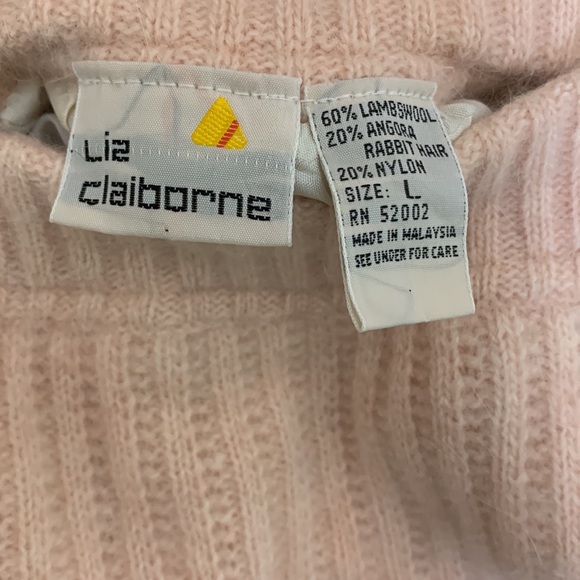 Liz
claiborne
60% LAMBSWOOL
20% ANGORA
RABBIT HAIR
20% NYLON
SIZE: L
RN 52002
MADE IN MALAYSIA
SEE UNDER FOR CARE